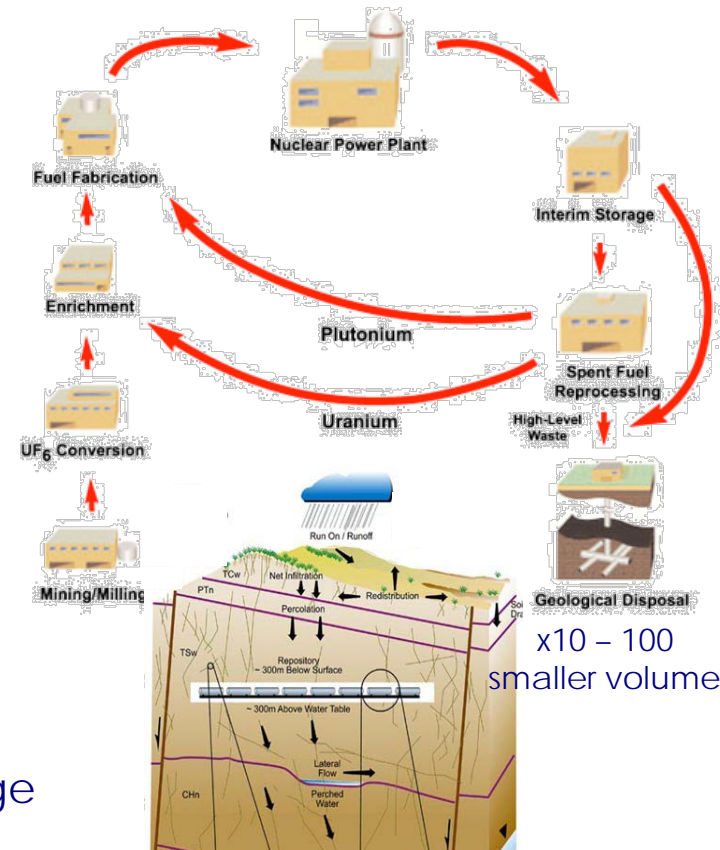 Nuclear Power Plant
Fuel Fabrication
Interim Storage
Enrichment
Plutonium
Spent Fuel
Reprocessing
Uranium
High-Level
Waste
UF6 Conversion
Mining/Milling
Geological Disposal
x10 – 100
smaller volume
Run On / Runoff
TCw
Net Infiltration
PTn
Redistribution
Percolation
TSw
Repository
~ 300m Below Surface
~ 300m Above Water Table
Lateral
Flow
CHn
Perched
Water